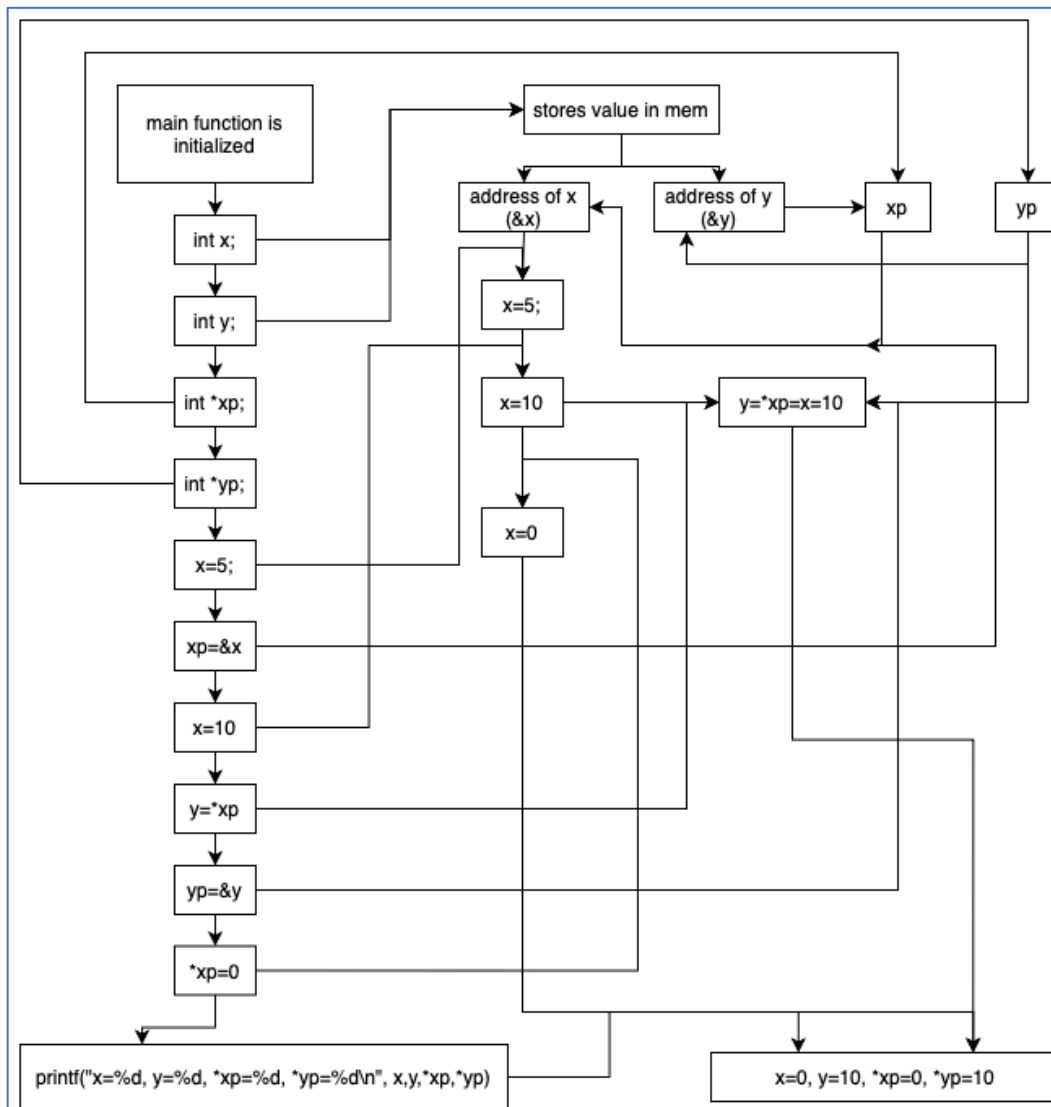 main function is
initialized
stores value in mem
address of x
(&x)
address of y
(&y)
xp
yp
int x;
int y;
int *xp;
int *yp;
x=5;
xp=&x
x=10
y=*xp
yp=&y
*xp=0
x=5;
x=10
y=*xp=x=10
x=0
printf("x=%d, y=%d, *xp=%d, *yp=%d\n", x,y,*xp,*yp)
x=0, y=10, *xp=0, *yp=10